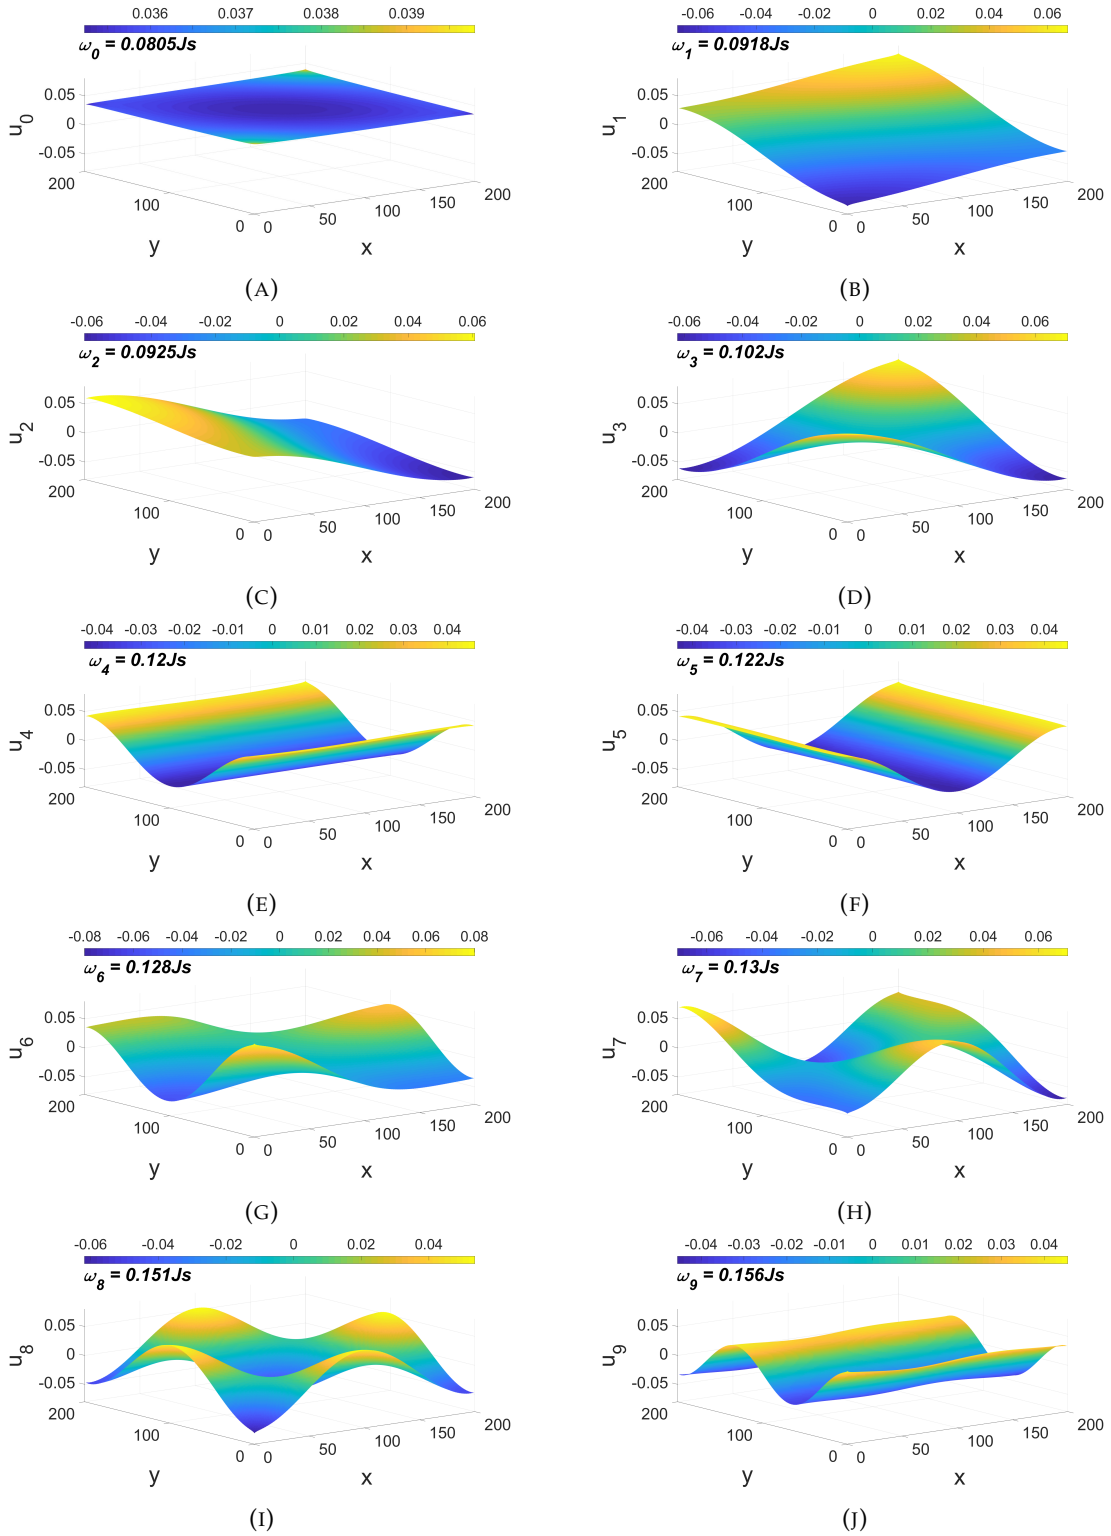 0.036 0.037 0.038 0.039
ω0 = 0.0805Js
u0
0.05
0
-0.05
200
100
0
0
50
100
150
200
y
x
(A)
-0.06 -0.04 -0.02 0 0.02 0.04 0.06
ω1 = 0.0918Js
u1
0.05
0
-0.05
200
100
0
0
50
100
150
200
y
x
(B)
-0.06 -0.04 -0.02 0 0.02 0.04 0.06
ω2 = 0.0925Js
u2
0.05
0
-0.05
200
100
0
0
50
100
150
200
y
x
(C)
-0.06 -0.04 -0.02 0 0.02 0.04 0.06
ω3 = 0.102Js
u3
0.05
0
-0.05
200
100
0
0
50
100
150
200
y
x
(D)
-0.04 -0.03 -0.02 -0.01 0 0.01 0.02 0.03 0.04
ω4 = 0.12Js
u4
0.05
0
-0.05
200
100
0
0
50
100
150
200
y
x
(E)
-0.04 -0.03 -0.02 -0.01 0 0.01 0.02 0.03 0.04
ω5 = 0.122Js
u5
0.05
0
-0.05
200
100
0
0
50
100
150
200
y
x
(F)
-0.08 -0.06 -0.04 -0.02 0 0.02 0.04 0.06 0.08
ω6 = 0.128Js
u6
0.05
0
-0.05
200
100
0
0
50
100
150
200
y
x
(G)
-0.06 -0.04 -0.02 0 0.02 0.04 0.06
ω7 = 0.13Js
u7
0.05
0
-0.05
200
100
0
0
50
100
150
200
y
x
(H)
-0.06 -0.04 -0.02 0 0.02 0.04
ω8 = 0.151Js
u8
0.05
0
-0.05
200
100
0
0
50
100
150
200
y
x
(I)
-0.04 -0.03 -0.02 -0.01 0 0.01 0.02 0.03 0.04
ω9 = 0.156Js
u9
0.05
0
-0.05
200
100
0
0
50
100
150
200
y
x
(J)